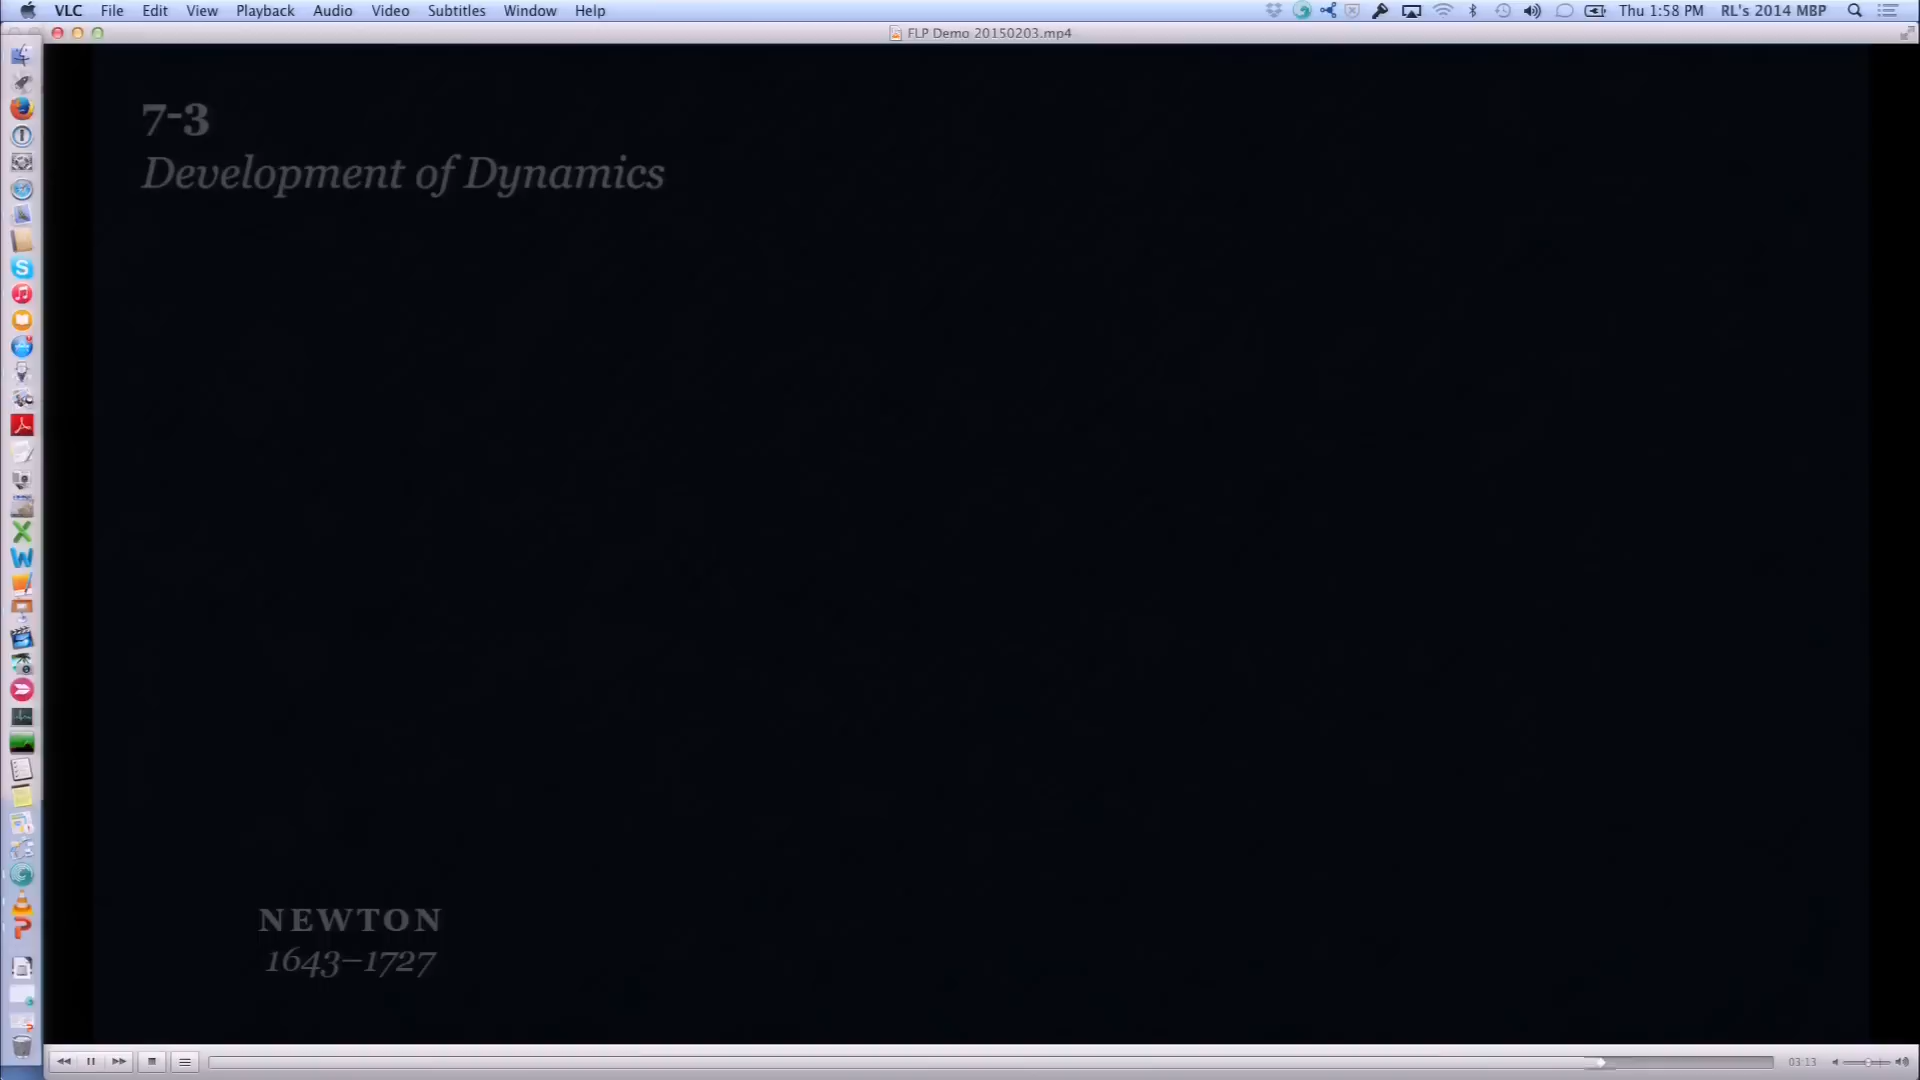 VLC File Edit View Playback Audio Video Subtitles Window Help
Thu 1:58 PM RL's 2014 MBP
FLP Demo 20150203.mp4
7-3
Development of Dynamics
NEWTON
1643–1727
03:13